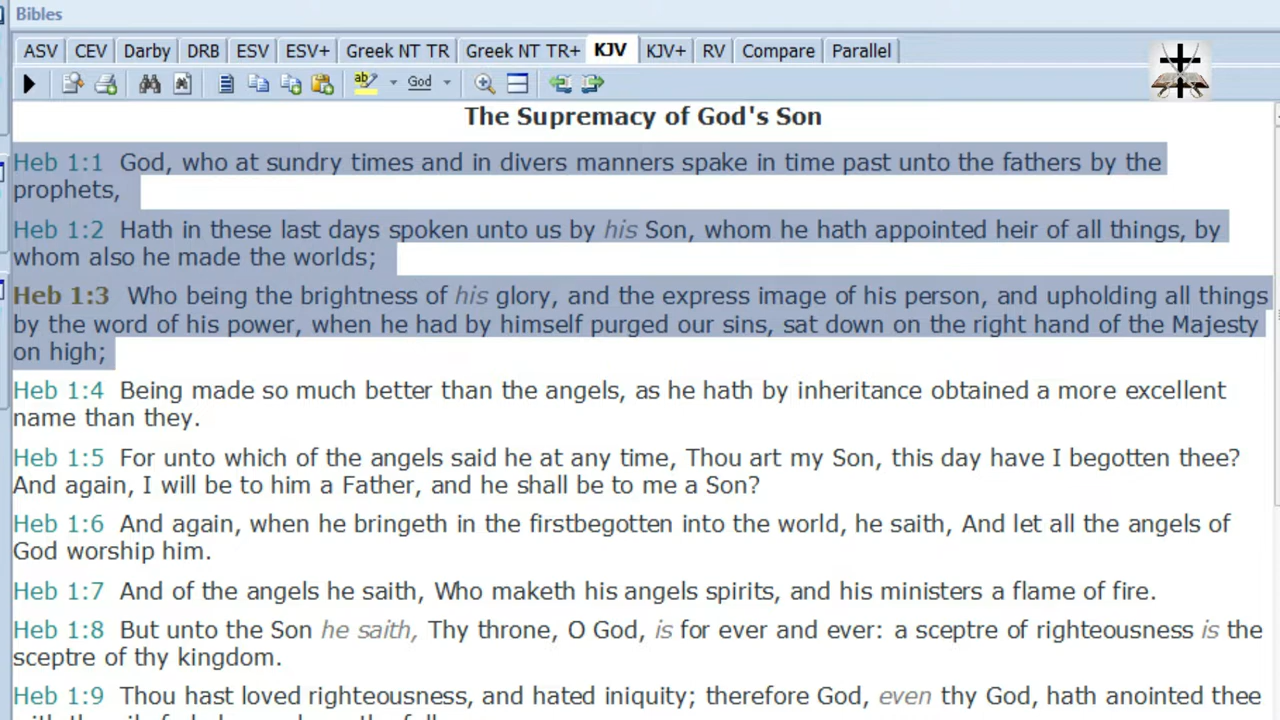 Bibles
ASV CEV Darby DRB ESV ESV+ Greek NT TR Greek NT TR+ KJV KJV+ RV Compare Parallel
ab God
The Supremacy of God's Son
Heb 1:1 God, who at sundry times and in divers manners spake in time past unto the fathers by the
prophets,
Heb 1:2 Hath in these last days spoken unto us by his Son, whom he hath appointed heir of all things, by
whom also he made the worlds;
Heb 1:3 Who being the brightness of his glory, and the express image of his person, and upholding all things
by the word of his power, when he had by himself purged our sins, sat down on the right hand of the Majesty
on high;
Heb 1:4 Being made so much better than the angels, as he hath by inheritance obtained a more excellent
name than they.
Heb 1:5 For unto which of the angels said he at any time, Thou art my Son, this day have I begotten thee?
And again, I will be to him a Father, and he shall be to me a Son?
Heb 1:6 And again, when he bringeth in the firstbegotten into the world, he saith, And let all the angels of
God worship him.
Heb 1:7 And of the angels he saith, Who maketh his angels spirits, and his ministers a flame of fire.
Heb 1:8 But unto the Son he saith, Thy throne, O God, is for ever and ever: a sceptre of righteousness is the
sceptre of thy kingdom.
Heb 1:9 Thou hast loved righteousness, and hated iniquity; therefore God, even thy God, hath anointed thee